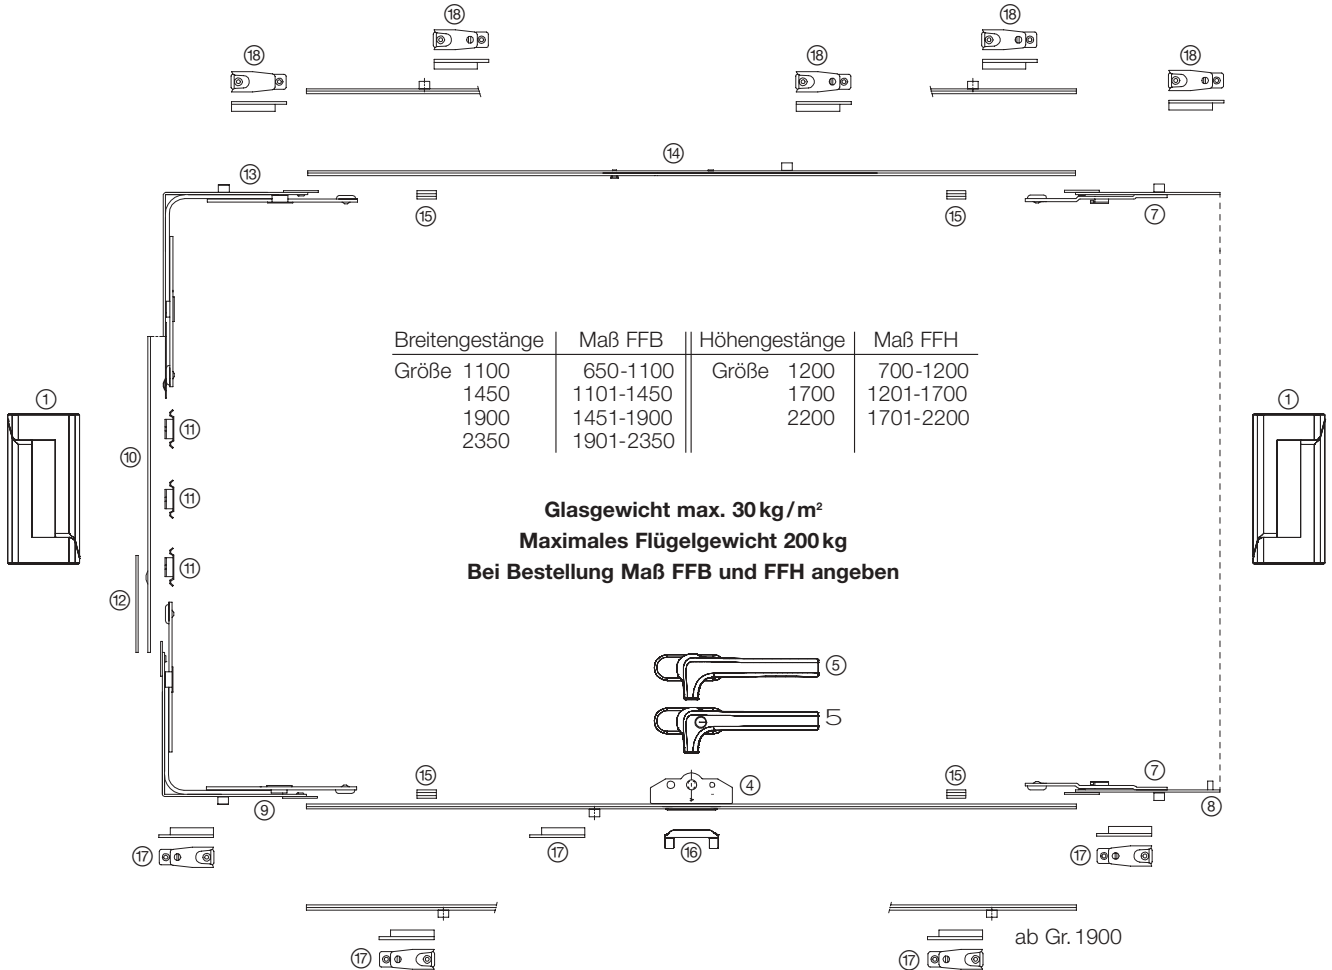 ⑱ ⑱
⑱ ⑱ ⑱
⑭
⑬
⑮ ⑮ ⑦
Breitengestänge Maß FFB Höhengestänge Maß FFH
Größe 1100 650-1100 Größe 1200 700-1200
1450 1101-1450 1700 1201-1700
1900 1451-1900 2200 1701-2200
2350 1901-2350
① ①
⑪
⑩
⑪
Glasgewicht max. 30 kg/m²
Maximales Flügelgewicht 200 kg
⑪
Bei Bestellung Maß FFB und FFH angeben
⑫
⑤
5
⑮ ④ ⑮ ⑦
⑨ ⑧
⑰ ⑰ ⑯ ⑰
ab Gr. 1900
⑰ ⑰